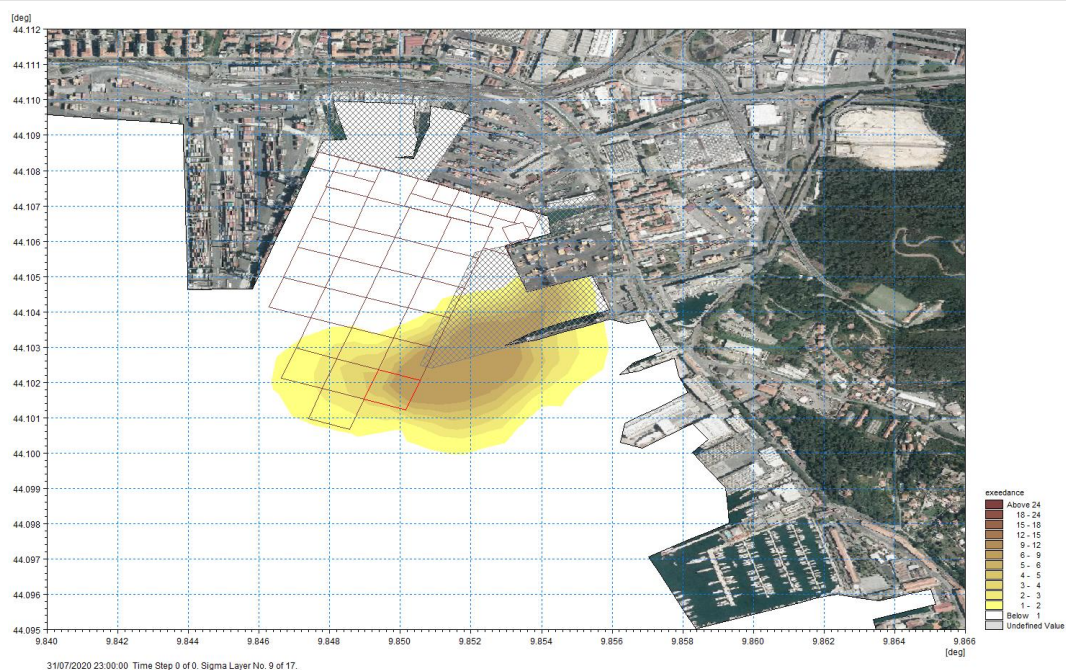 [deg]
44.112
44.111
44.110
44.109
44.108
44.107
44.106
44.105
44.104
44.103
44.102
44.101
44.100
44.099
44.098
44.097
44.096
44.095
9.840 9.842 9.844 9.846 9.848 9.850 9.852 9.854 9.856 9.858 9.860 9.862 9.864 9.866
[deg]
exeedance
Above 24
18 - 24
15 - 18
12 - 15
9 - 12
6 - 9
5 - 6
4 - 5
3 - 4
2 - 3
1 - 2
Below 1
Undefined Value
31/07/2020 23:00:00 Time Step 0 of 0. Sigma Layer No. 9 of 17.